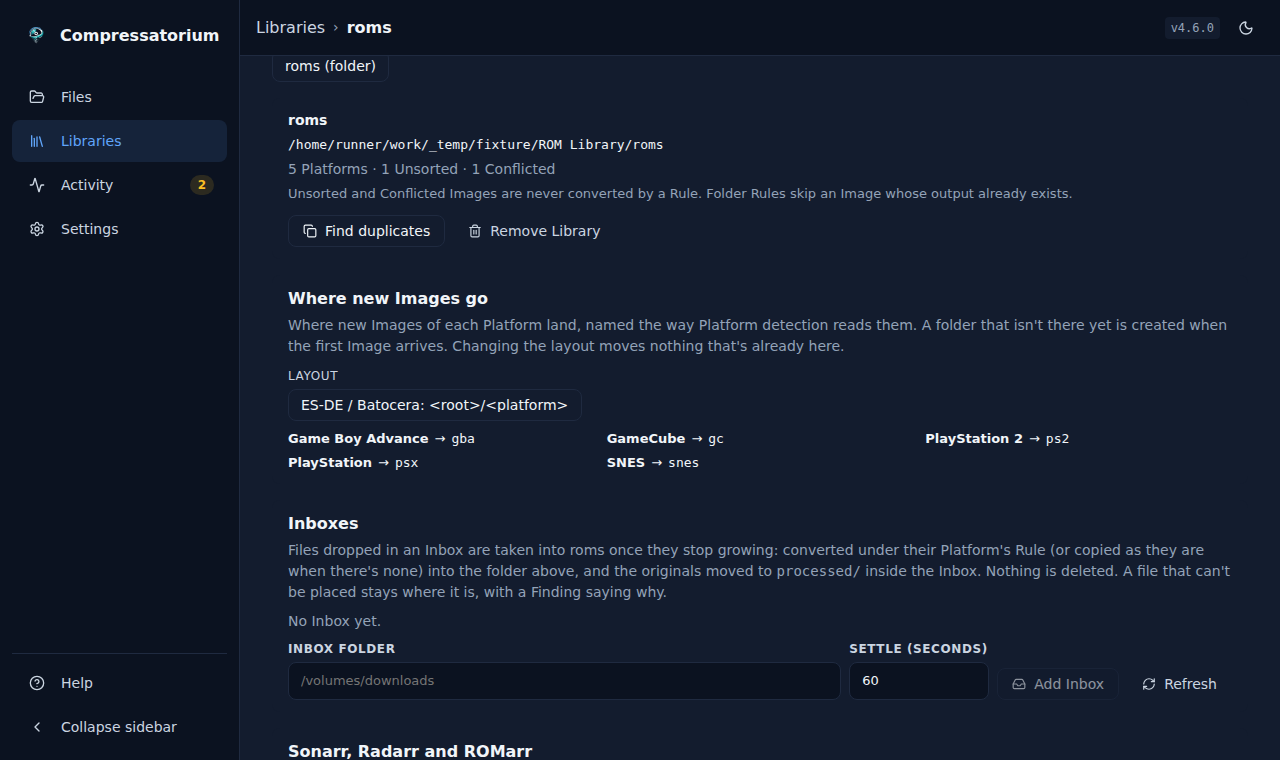 Compressatorium
Libraries › roms
v4.6.0
Files
Libraries
Activity
2
Settings
Help
Collapse sidebar
roms (folder)
roms
/home/runner/work/_temp/fixture/ROM Library/roms
5 Platforms · 1 Unsorted · 1 Conflicted
Unsorted and Conflicted Images are never converted by a Rule. Folder Rules skip an Image whose output already exists.
Find duplicates
Remove Library
Where new Images go
Where new Images of each Platform land, named the way Platform detection reads them. A folder that isn't there yet is created when
the first Image arrives. Changing the layout moves nothing that's already here.
LAYOUT
ES-DE / Batocera: <root>/<platform>
Game Boy Advance → gba
GameCube → gc
PlayStation 2 → ps2
PlayStation → psx
SNES → snes
Inboxes
Files dropped in an Inbox are taken into roms once they stop growing: converted under their Platform's Rule (or copied as they are
when there's none) into the folder above, and the originals moved to processed/ inside the Inbox. Nothing is deleted. A file that can't
be placed stays where it is, with a Finding saying why.
No Inbox yet.
INBOX FOLDER
SETTLE (SECONDS)
/volumes/downloads
60
Add Inbox
Refresh
Sonarr, Radarr and ROMarr